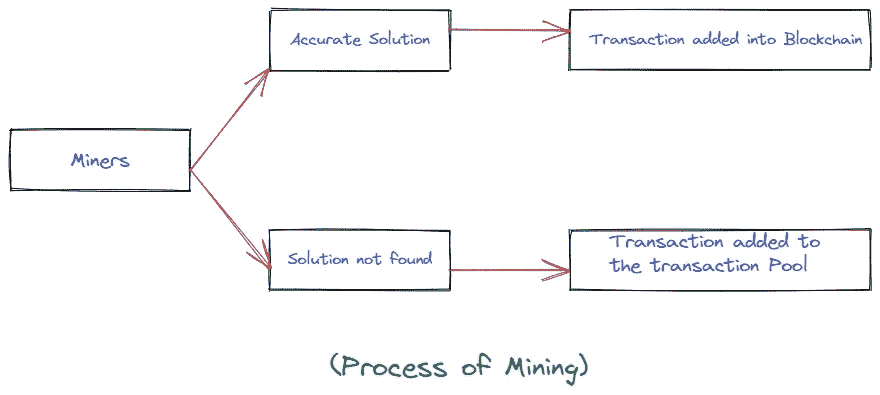 Accurate Solution
Transaction added into Blockchain
Miners
Solution not found
Transaction added to
the transaction Pool
(Process of Mining)